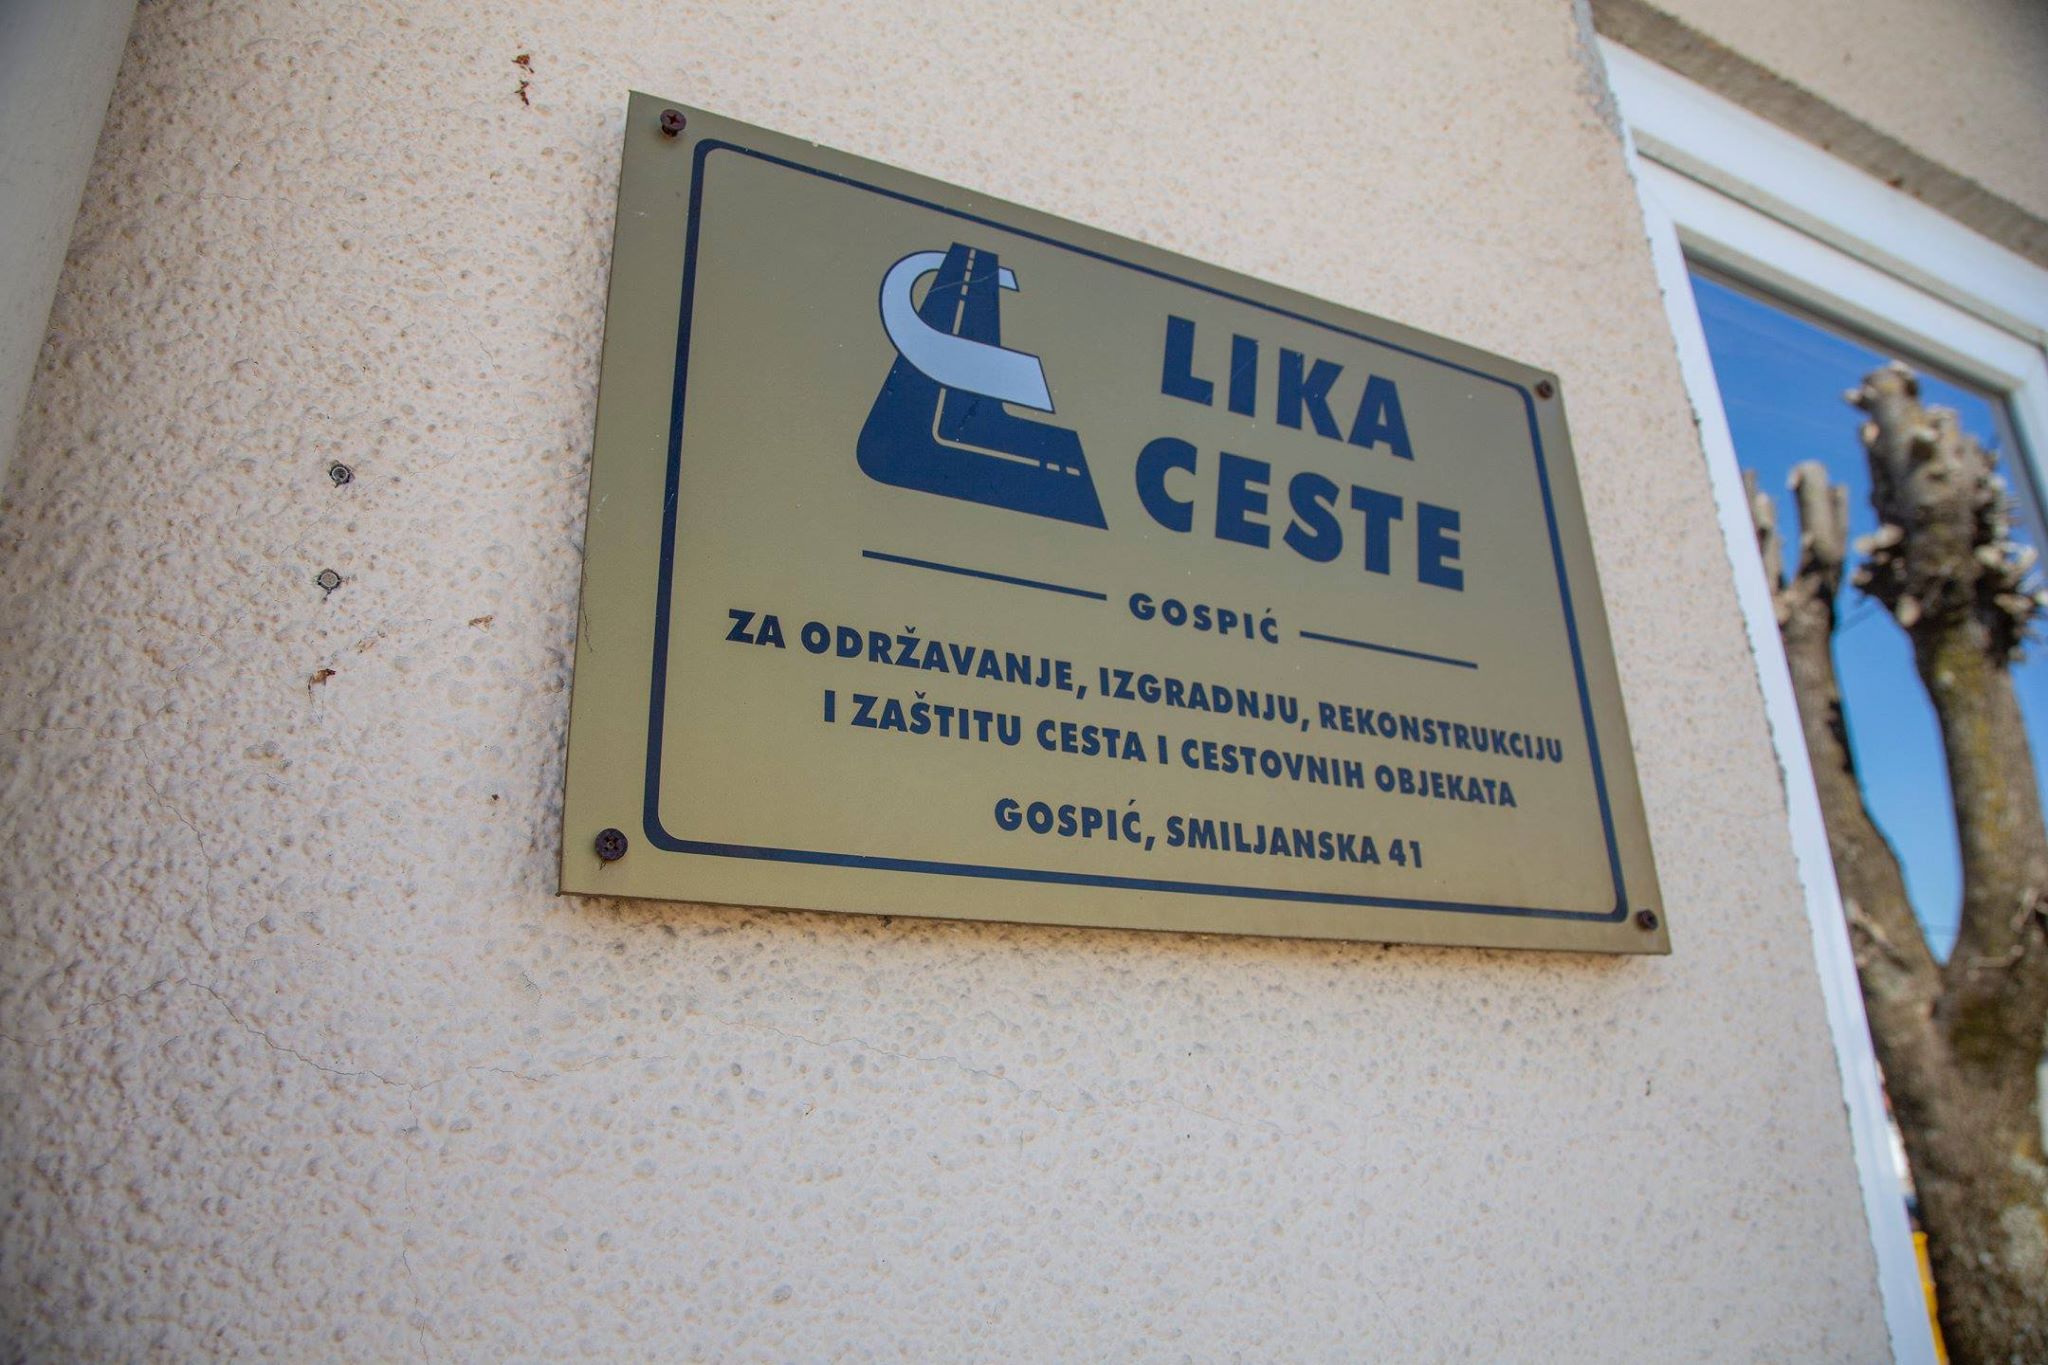 LIKA
CESTE
GOSPIĆ
ZA ODRŽAVANJE, IZGRADNJU, REKONSTRUKCIJU
I ZAŠTITU CESTA I CESTOVNIH OBJEKATA
GOSPIĆ, SMILJANSKA 41